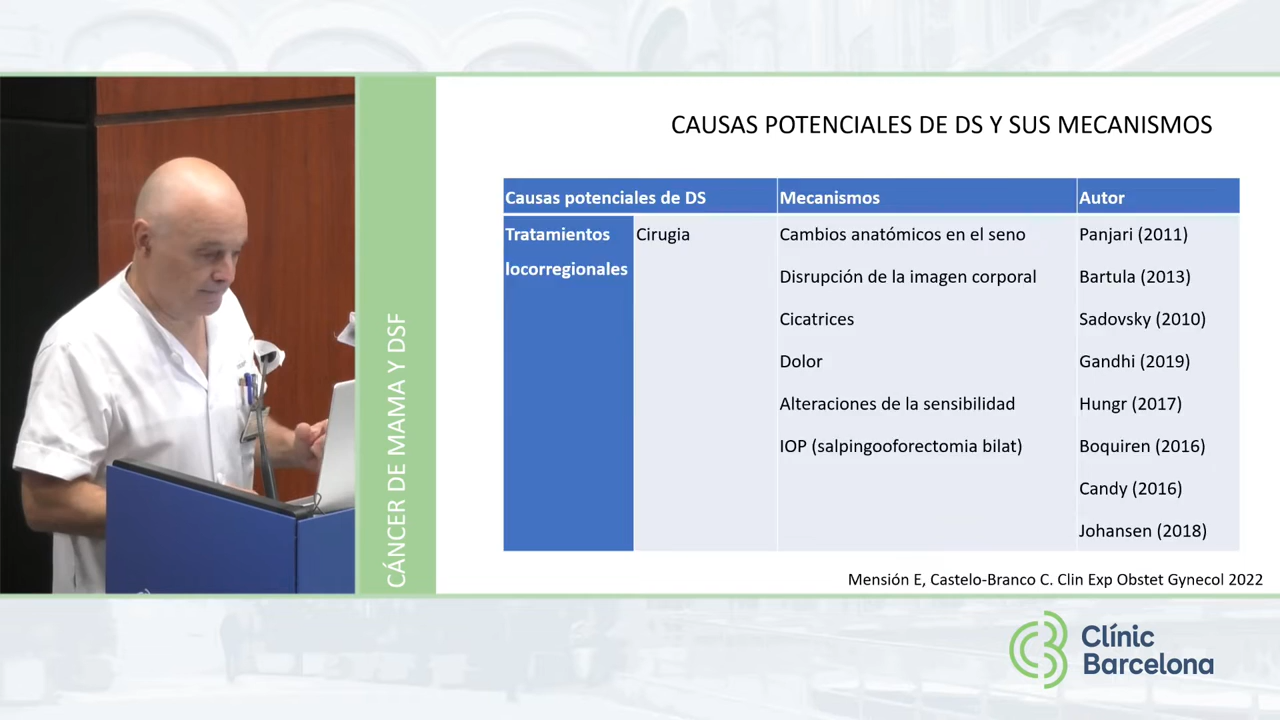 CAUSAS POTENCIALES DE DS Y SUS MECANISMOS
Causas potenciales de DS Mecanismos Autor
Tratamientos Cirugia Cambios anatómicos en el seno Panjari (2011)
locorregionales Disrupción de la imagen corporal Bartula (2013)
Cicatrices Sadovsky (2010)
Dolor Gandhi (2019)
Alteraciones de la sensibilidad Hungr (2017)
IOP (salpingooforectomia bilat) Boquiren (2016)
Candy (2016)
Johansen (2018)
CÁNCER DE MAMA Y DSF
Mensión E, Castelo-Branco C. Clin Exp Obstet Gynecol 2022
Clínic
Barcelona